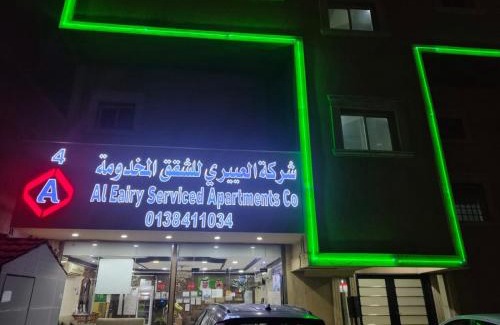 4
A
شركة العييري للشقق المخدومة
Al Eairy Serviced Apartments Co
0138411034